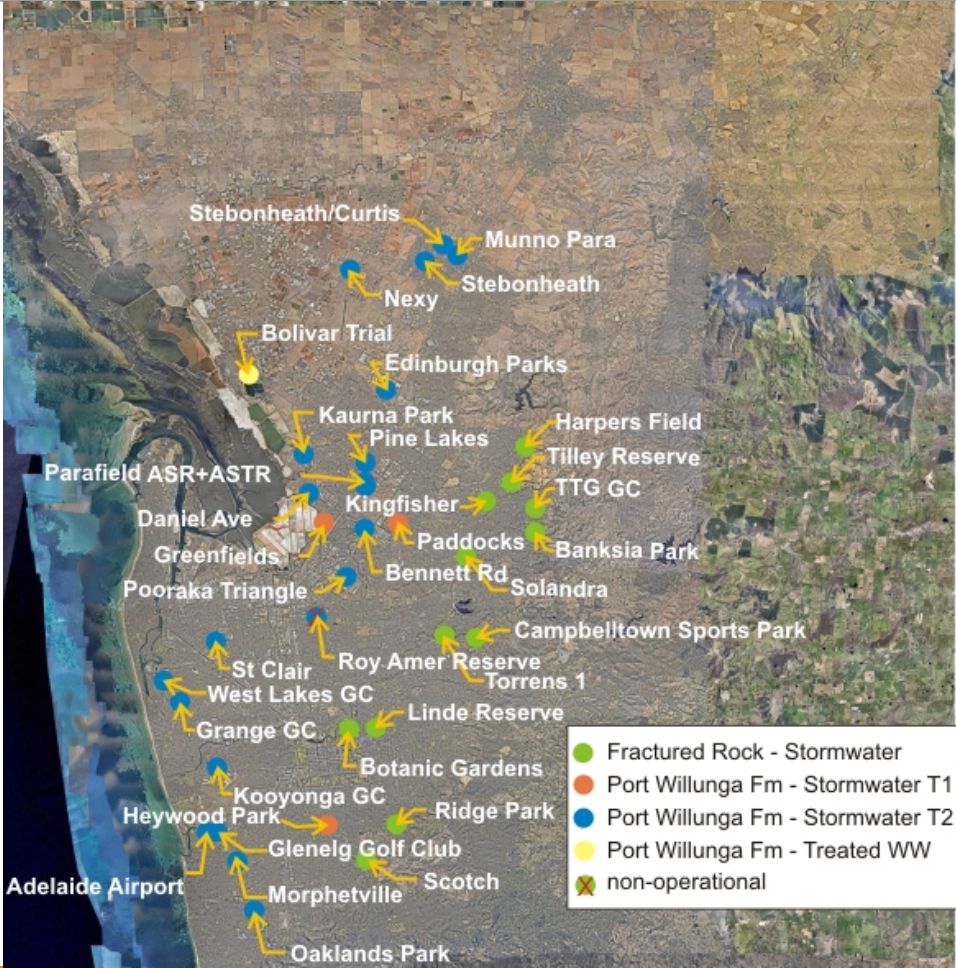 Stebonheath/Curtis
Munno Para
Stebonheath
Nexy
Bolivar Trial
Edinburgh Parks
Kaurna Park
Pine Lakes
Harpers Field
Tilley Reserve
Parafield ASR+ASTR
TTG GC
Kingfisher
Daniel Ave
Paddocks
Greenfields
Banksia Park
Bennett Rd
Solandra
Pooraka Triangle
Campbelltown Sports Park
Roy Amer Reserve
St Clair
Torrens 1
West Lakes GC
Linde Reserve
Grange GC
Botanic Gardens
Kooyonga GC
Heywood Park
Ridge Park
Glenelg Golf Club
Adelaide Airport
Scotch
Morphetville
Oaklands Park
Fractured Rock - Stormwater
Port Willunga Fm - Stormwater T1
Port Willunga Fm - Stormwater T2
Port Willunga Fm - Treated WW
non-operational